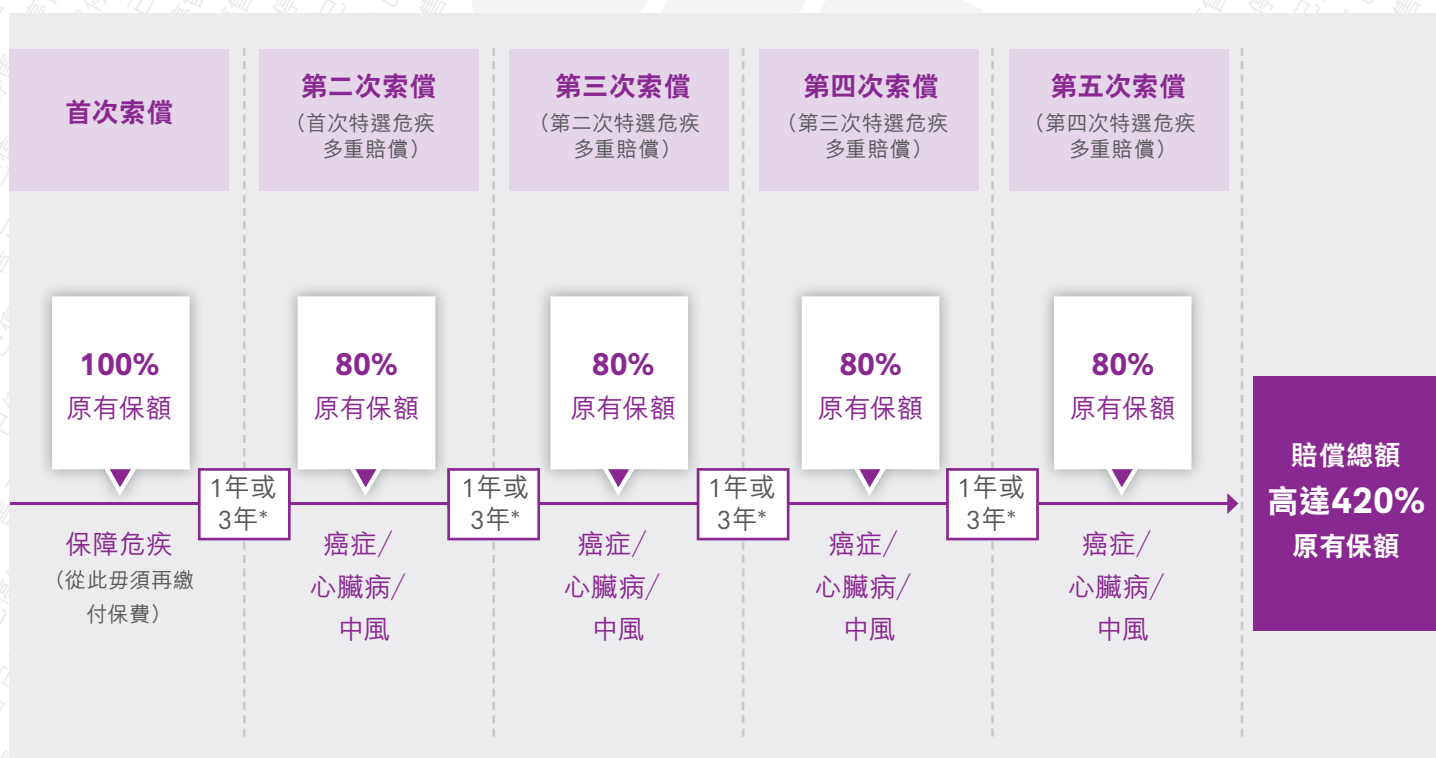 首次索償
第二次索償
（首次特選危疾
多重賠償）
第三次索償
（第二次特選危疾
多重賠償）
第四次索償
（第三次特選危疾
多重賠償）
第五次索償
（第四次特選危疾
多重賠償）
100%
原有保額
80%
原有保額
80%
原有保額
80%
原有保額
80%
原有保額
1年或
3年*
1年或
3年*
1年或
3年*
1年或
3年*
保障危疾
（從此毋須再繳
付保費）
癌症/
心臟病/
中風
癌症/
心臟病/
中風
癌症/
心臟病/
中風
癌症/
心臟病/
中風
賠償總額
高達420%
原有保額